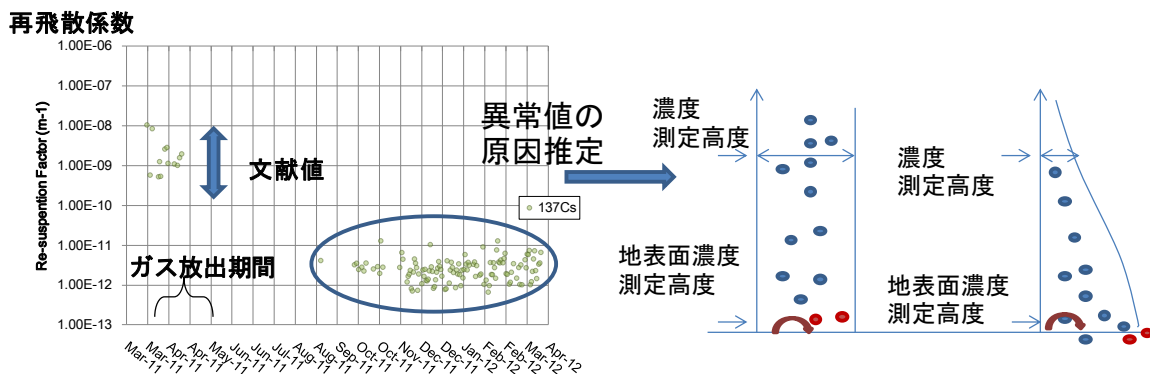 再飛散係数
Re-suspention Factor (m-1)
1.00E-06
1.00E-07
1.00E-08
1.00E-09
1.00E-10
1.00E-11
1.00E-12
1.00E-13
文献値
137Cs
ガス放出期間
Mar-11
Mar-11
Apr-11
Apr-11
May-11
Jun-11
Jun-11
Jul-11
Aug-11
Aug-11
Sep-11
Oct-11
Oct-11
Nov-11
Dec-11
Dec-11
Jan-12
Feb-12
Feb-12
Mar-12
Apr-12
異常値の
原因推定
濃度
測定高度
地表面濃度
測定高度
濃度
測定高度
地表面濃度
測定高度